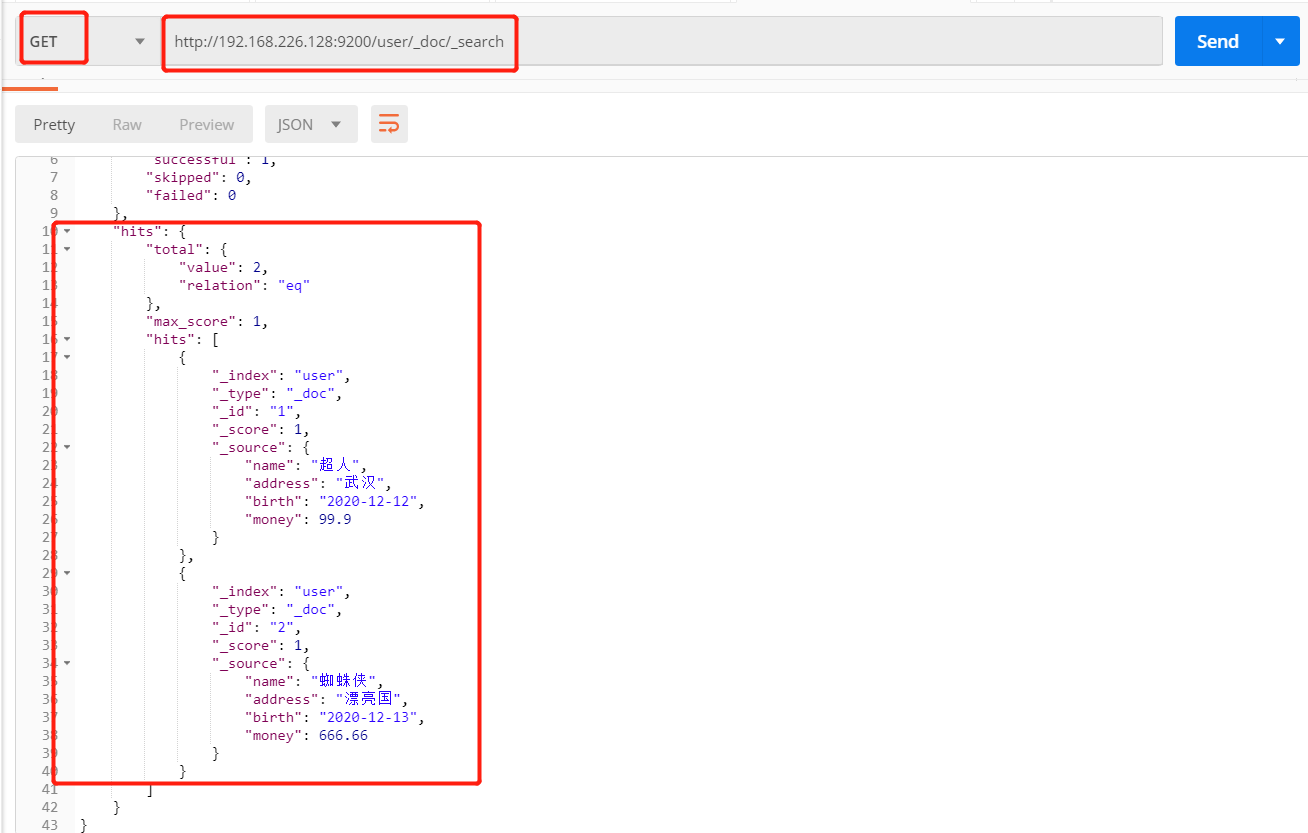 GET
http://192.168.226.128:9200/user/_doc/_search
Send
Pretty
Raw
Preview
JSON
6 "successful": 1,
7 "skipped": 0,
8 "failed": 0
9 },
10 "hits": {
11 "total": {
12 "value": 2,
13 "relation": "eq"
14 },
15 "max_score": 1,
16 "hits": [
17 {
18 "_index": "user",
19 "_type": "_doc",
20 "_id": "1",
21 "_score": 1,
22 "_source": {
23 "name": "超人",
24 "address": "武汉",
25 "birth": "2020-12-12",
26 "money": 99.9
27 }
28 },
29 {
30 "_index": "user",
31 "_type": "_doc",
32 "_id": "2",
33 "_score": 1,
34 "_source": {
35 "name": "蜘蛛侠",
36 "address": "漂亮国",
37 "birth": "2020-12-13",
38 "money": 666.66
39 }
40 }
41 ]
42 }
43 }